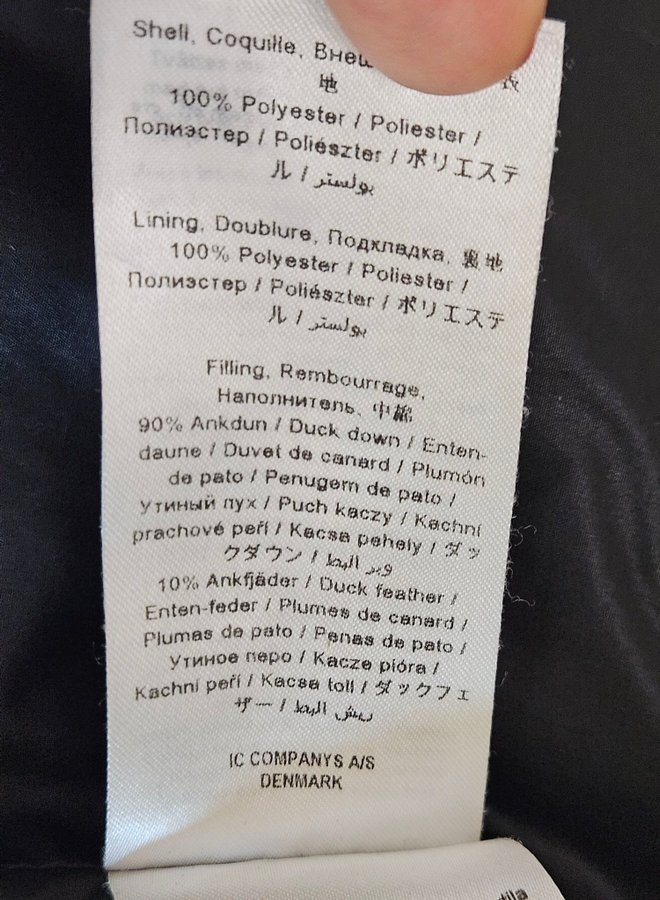 Shell, Coquille,
地 表
100% Polyester / Poliester /
Полиэстер / Poliészter / ポリエステ
ル / بولستر
Lining, Doublure, Подкладка, 裏地
100% Polyester / Poliester /
Полиэстер / Poliészter / ポリエステ
ル / بولستر
Filling, Rembourrage,
Наполнитель, 中綿
90% Ankdun / Duck down / Enten-
daune / Duvet de canard / Plumón
de pato / Penugem de pato /
Утиный пух / Puch kaczy / Kachní
prachové peří / Kacsa pehely / ダッ
クダウン / وبر البط
10% Ankfjäder / Duck feather /
Enten-feder / Plumes de canard /
Plumas de pato / Penas de pato /
Утиное перо / Kacze pióra /
Kachní peří / Kacsa toll / ダックフェ
ザー / ريش البط
IC COMPANYS A/S
DENMARK